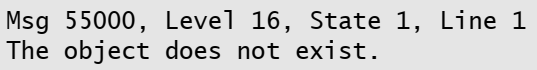 Msg 55000, Level 16, State 1, Line 1
The object does not exist.